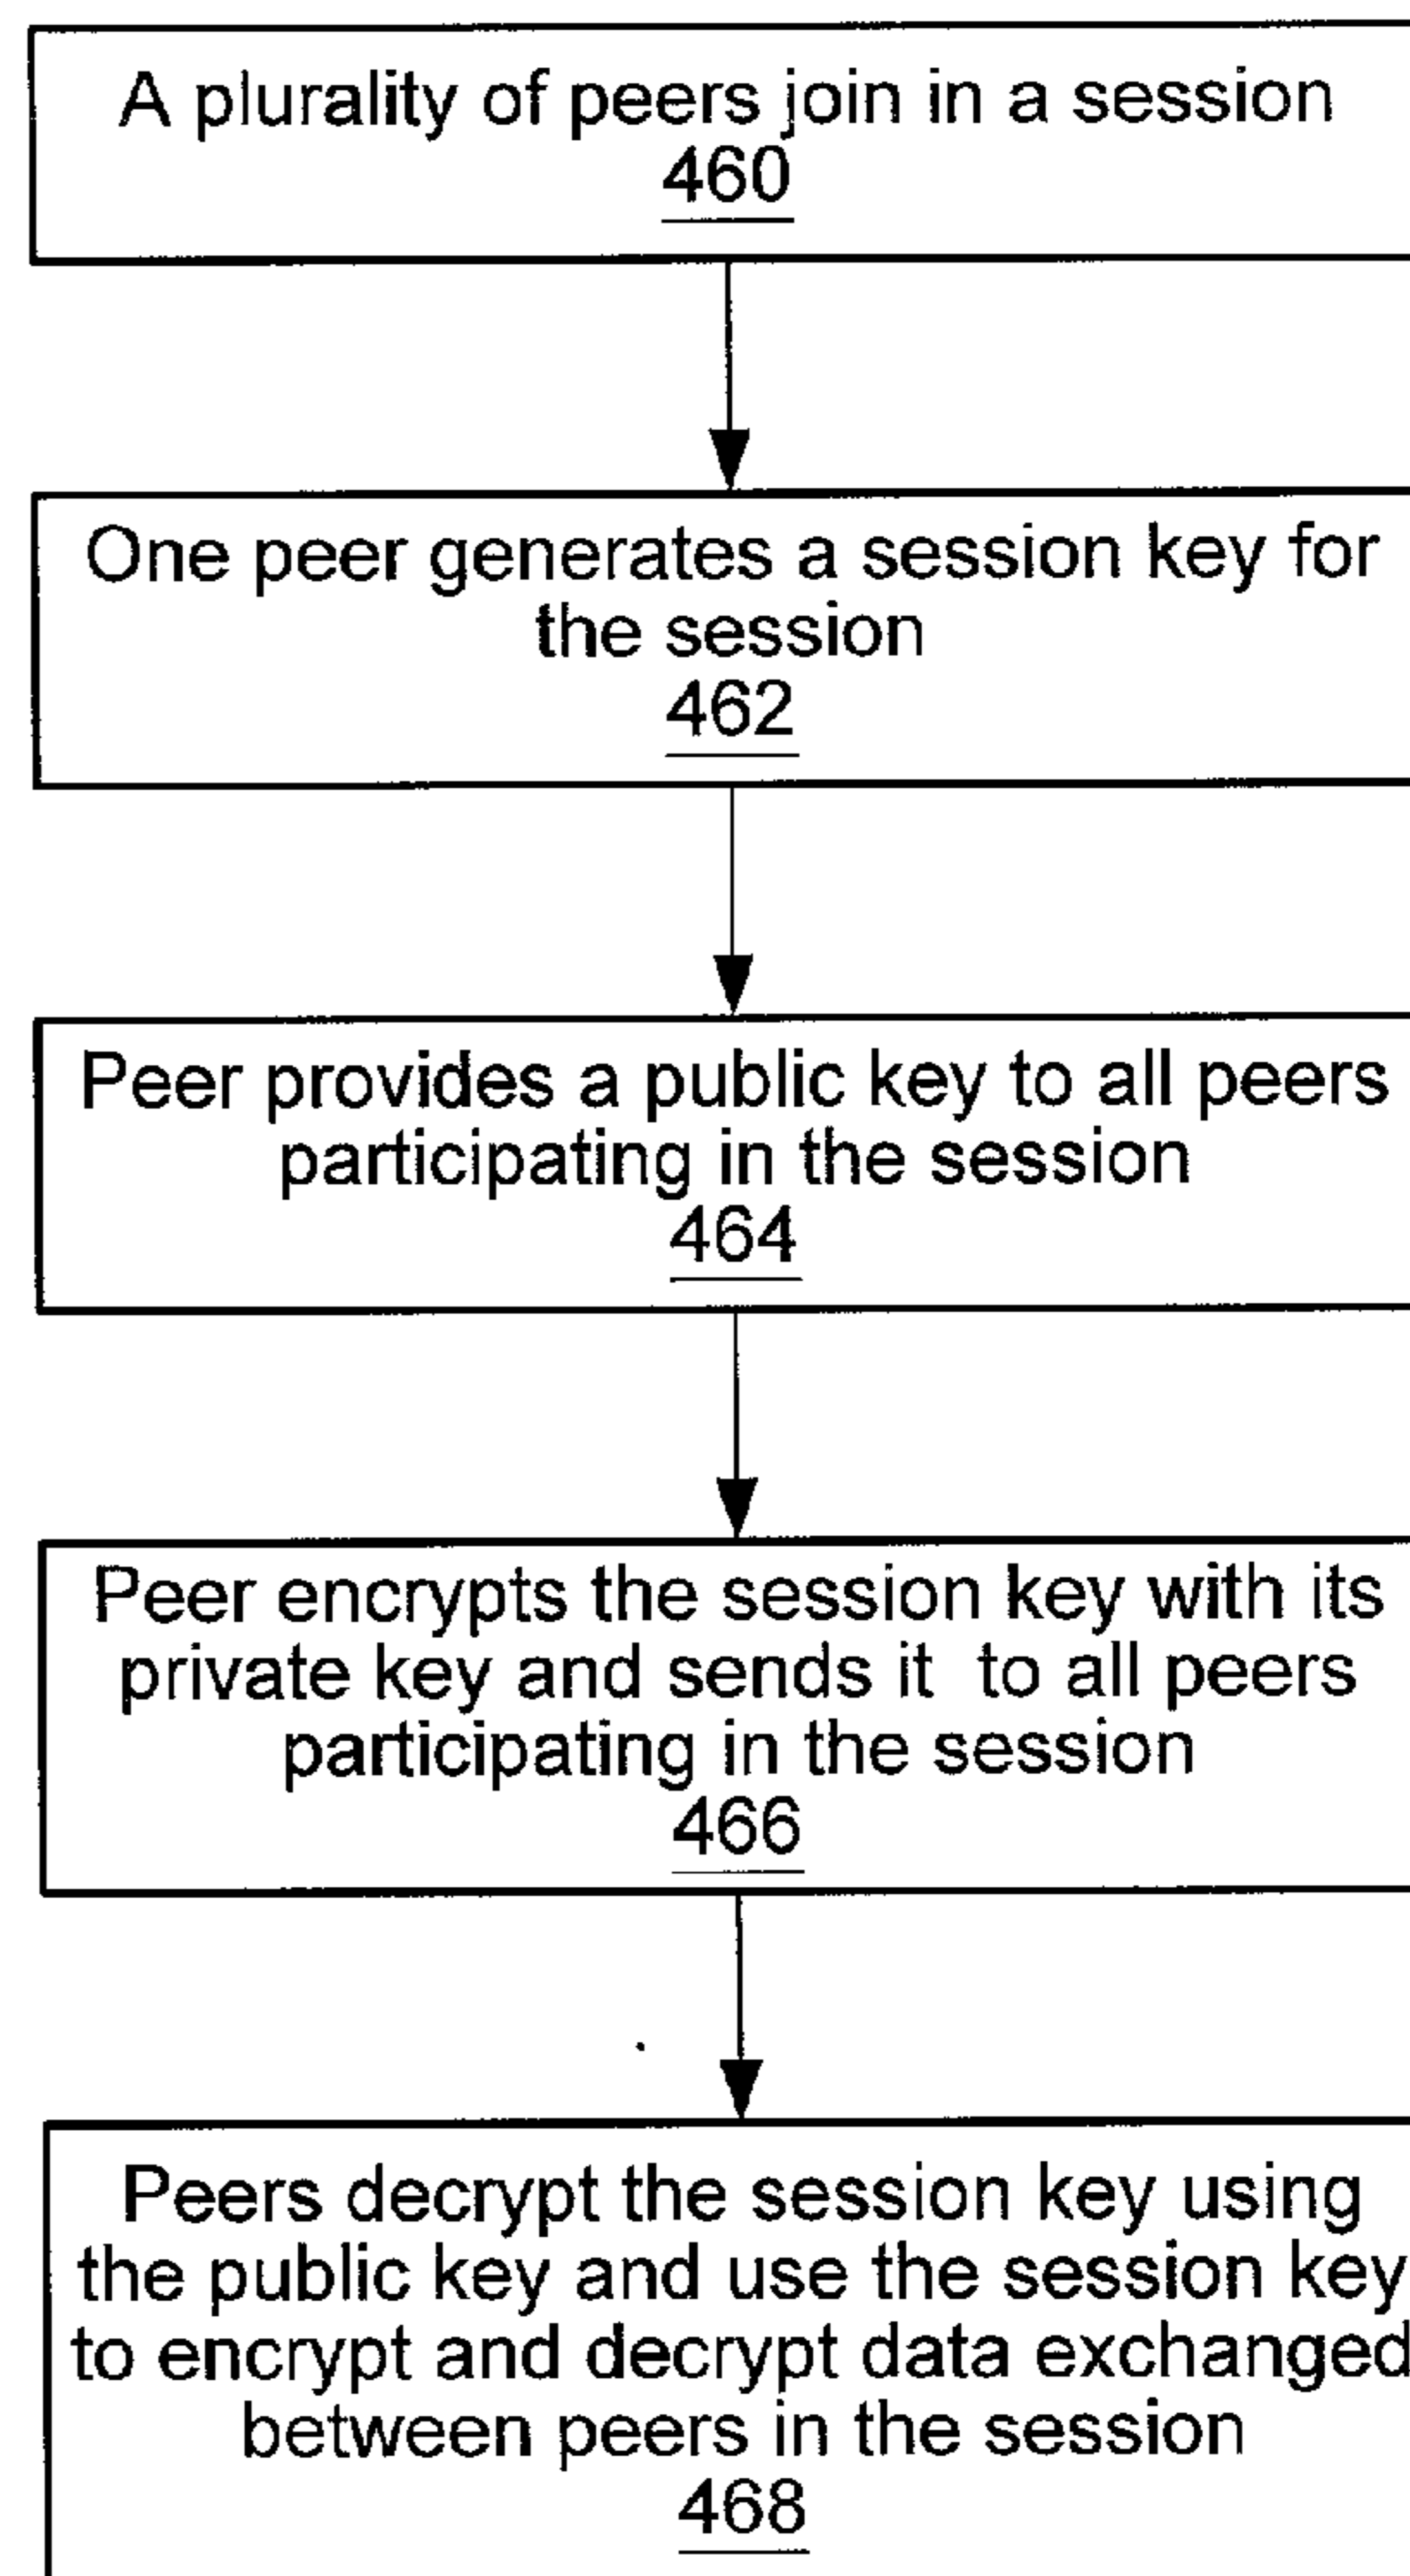 A plurality of peers join in a session
460
One peer generates a session key for
the session
462
Peer provides a public key to all peers
participating in the session
464
Peer encrypts the session key with its
private key and sends it to all peers
participating in the session
466
Peers decrypt the session key using
the public key and use the session key
to encrypt and decrypt data exchanged
between peers in the session
468